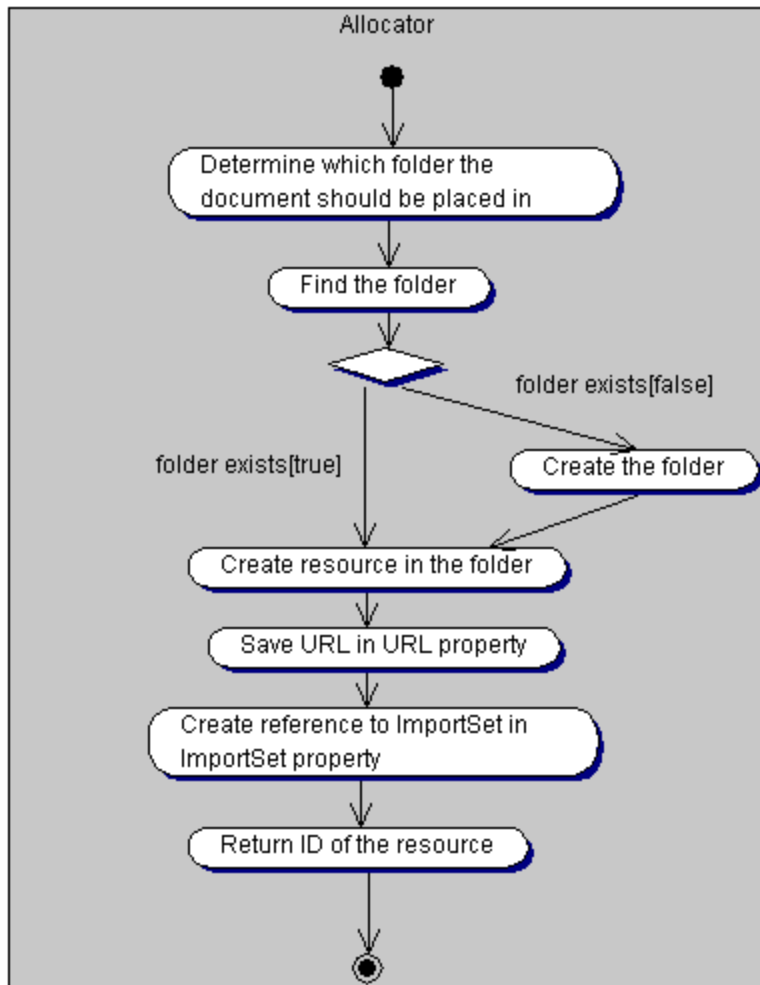 Allocator
Determine which folder the
document should be placed in
Find the folder
folder exists[false]
folder exists[true]
Create the folder
Create resource in the folder
Save URL in URL property
Create reference to ImportSet in
ImportSet property
Return ID of the resource